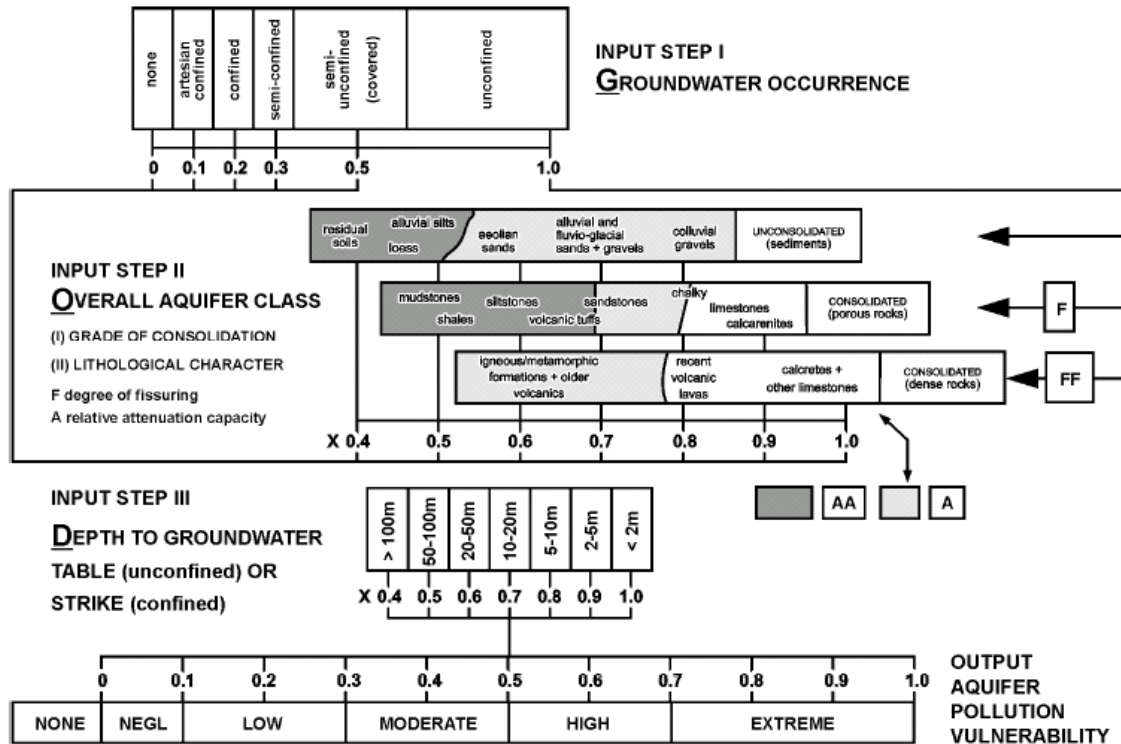 none
artesian
confined
confined
semi-confined
semi-
unconfined
(covered)
unconfined
INPUT STEP I
GROUNDWATER OCCURRENCE
0 0.1 0.2 0.3 0.5 1.0
INPUT STEP II
OVERALL AQUIFER CLASS
(I) GRADE OF CONSOLIDATION
(II) LITHOLOGICAL CHARACTER
F degree of fissuring
A relative attenuation capacity
residual
soils
alluvial silts
loess
aeolian
sands
alluvial and
fluvio-glacial
sands + gravels
colluvial
gravels
UNCONSOLIDATED
(sediments)
mudstones
shales
siltstones
volcanic tuffs
sandstones
chalky
limestones
calcarenites
CONSOLIDATED
(porous rocks)
F
igneous/metamorphic
formations + older
volcanics
recent
volcanic
lavas
calcretes +
other limestones
CONSOLIDATED
(dense rocks)
FF
X 0.4 0.5 0.6 0.7 0.8 0.9 1.0
AA
A
INPUT STEP III
DEPTH TO GROUNDWATER
TABLE (unconfined) OR
STRIKE (confined)
> 100m
50-100m
20-50m
10-20m
5-10m
2-5m
< 2m
X 0.4 0.5 0.6 0.7 0.8 0.9 1.0
0 0.1 0.2 0.3 0.4 0.5 0.6 0.7 0.8 0.9 1.0
NONE NEGL LOW MODERATE HIGH EXTREME
OUTPUT
AQUIFER
POLLUTION
VULNERABILITY